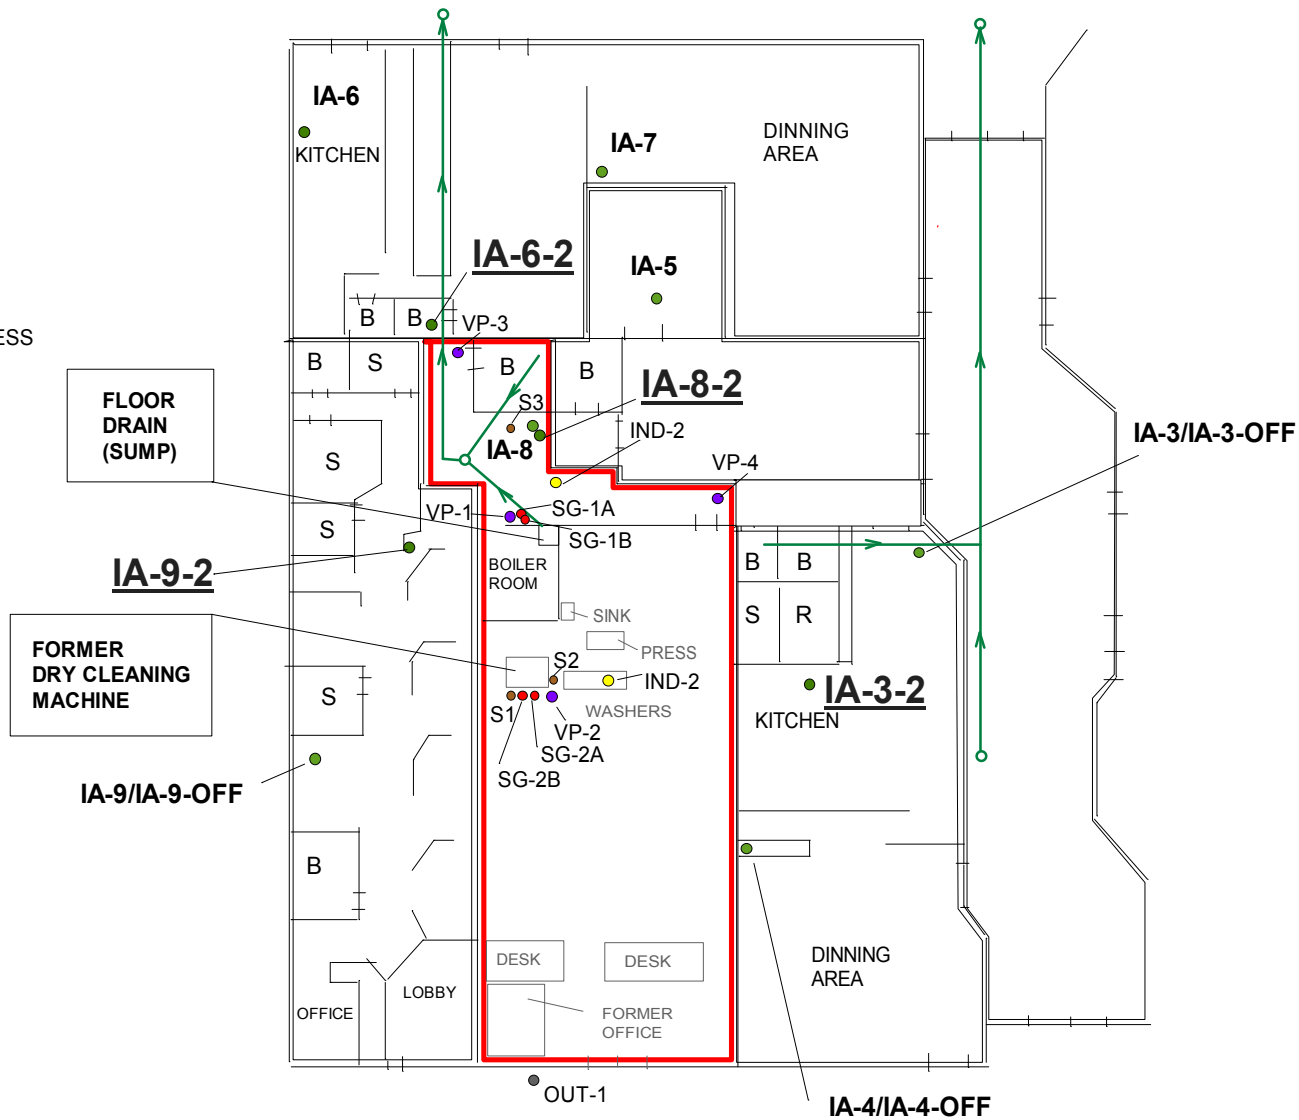 IA-6
KITCHEN
IA-7
DINNING
AREA
IA-6-2
IA-5
B
B
VP-3
ESS
B
S
B
B
IA-8-2
FLOOR
DRAIN
(SUMP)
S3
IND-2
IA-3/IA-3-OFF
IA-8
S
VP-4
VP-1
SG-1A
SG-1B
S
IA-9-2
BOILER
ROOM
B
B
S
R
SINK
FORMER
DRY CLEANING
MACHINE
PRESS
S2
IND-2
IA-3-2
S
S1
WASHERS
KITCHEN
VP-2
SG-2A
SG-2B
IA-9/IA-9-OFF
B
DESK
DESK
DINNING
AREA
LOBBY
OFFICE
FORMER
OFFICE
OUT-1
IA-4/IA-4-OFF